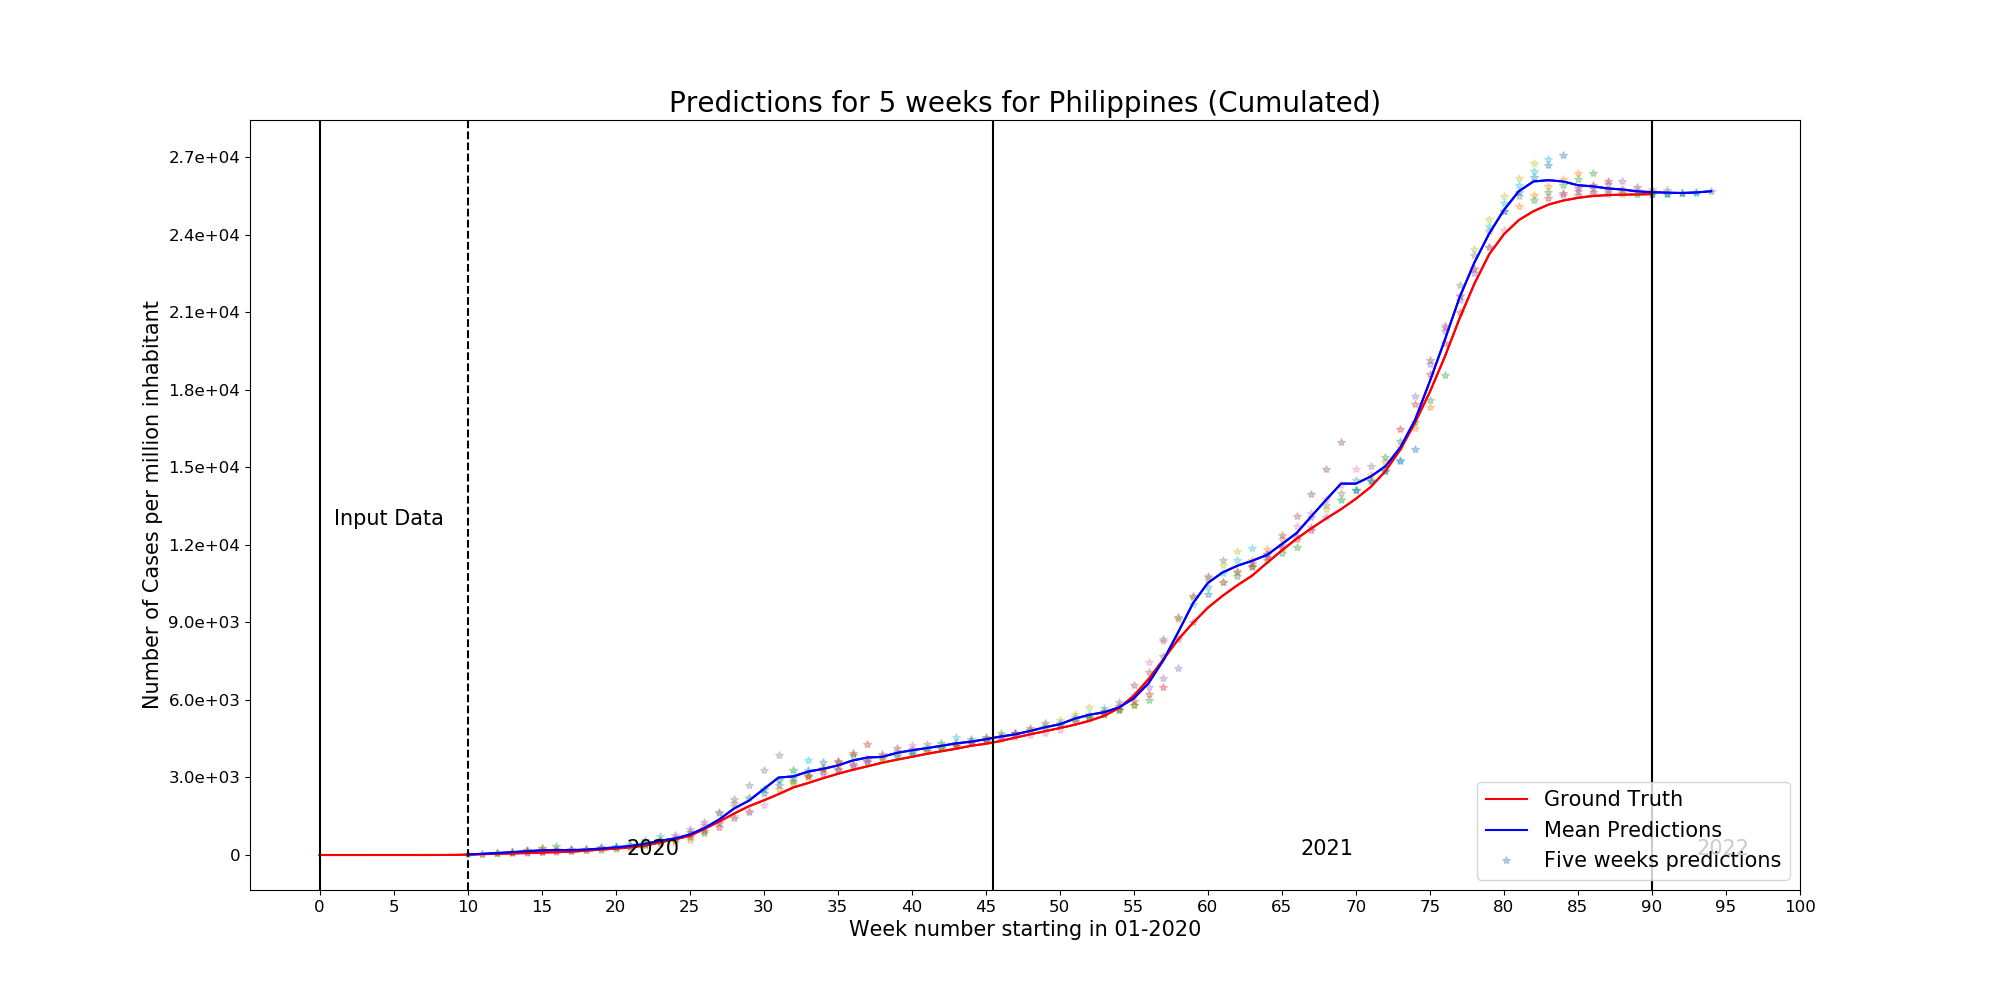 Predictions for 5 weeks for Philippines (Cumulated)
Number of Cases per million inhabitant
2.7e+04
2.4e+04
2.1e+04
1.8e+04
1.5e+04
1.2e+04
9.0e+03
6.0e+03
3.0e+03
0
Input Data
2020
2021
2022
Ground Truth
Mean Predictions
Five weeks predictions
0 5 10 15 20 25 30 35 40 45 50 55 60 65 70 75 80 85 90 95 100
Week number starting in 01-2020